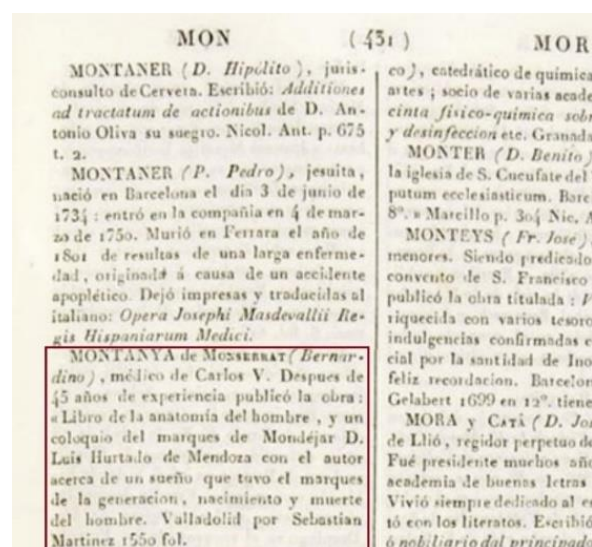 MON
( 431 )
MOR
MONTANER (D. Hipólito), juris-
consulto de Cervera. Escribió: Additiones
ad tractatum de actionibus de D. An-
tonio Oliva su suegro. Nicol. Ant. p. 675
t. 2.
MONTANER (P. Pedro), jesuita,
nació en Barcelona el dia 3 de junio de
1734 : entró en la compañia en 4 de mar-
zo de 1750. Murió en Ferrara el año de
1801 de resultas de una larga enferme-
dad, originada á causa de un accidente
apoplético. Dejó impresas y traducidas al
italiano: Opera Josephi Masdevallii Re-
gis Hispaniarum Medici.
MONTANYA de MONSERRAT (Bernar-
dino), médico de Carlos V. Despues de
45 años de experiencia publicó la obra:
«Libro de la anatomía del hombre, y un
coloquio del marques de Mondéjar D.
Luis Hurtado de Mendoza con el autor
acerca de un sueño que tuvo el marques
de la generacion, nacimiento y muerte
del hombre. Valladolid por Sebastian
Martinez 1550 fol.
co), catedrático de química
artes ; socio de varias acade
cinta fisico-química sobr
y desinfeccion etc. Granada
MONTER (D. Benito)
la iglesia de S. Cucufate del
putum ecclesiasticum. Barc
8°. » Marcillo p. 304 Nic. A
MONTEYS (Fr. José),
menores. Siendo predicado
convento de S. Francisco
publicó la obra titulada :
riquecida con varios tesoro
indulgencias confirmadas
cial por la santidad de Ino
feliz recordacion. Barcelon
Gelabert 1699 en 12°. tiene
MORA y CATÁ (D. Jos
de Llió, regidor perpetuo d
Fué presidente muchos año
academia de buenas letras
Vivió siempre dedicado al e
tó con los literatos. Escribió
ó nobiliario del principado